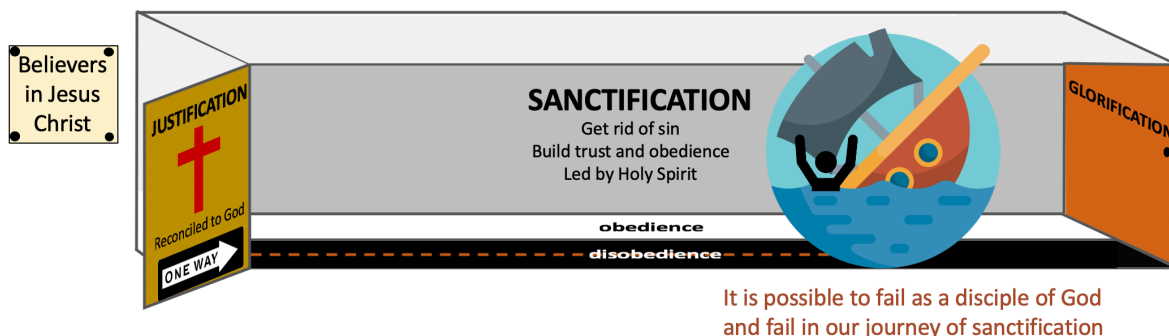 Believers
in Jesus
Christ
JUSTIFICATION
Reconciled to God
ONE WAY
SANCTIFICATION
Get rid of sin
Build trust and obedience
Led by Holy Spirit
obedience
disobedience
GLORIFICATION
It is possible to fail as a disciple of God
and fail in our journey of sanctification